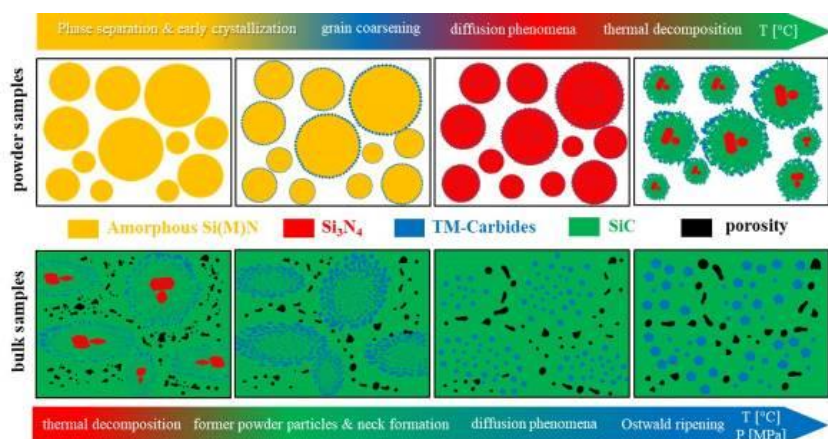 Phase separation & early crystallization grain coarsening diffusion phenomena thermal decomposition T [°C]
powder samples
Amorphous Si(M)N Si₃N₄ TM-Carbides SiC porosity
bulk samples
thermal decomposition former powder particles & neck formation diffusion phenomena Ostwald ripening T [°C]
P [MPa]